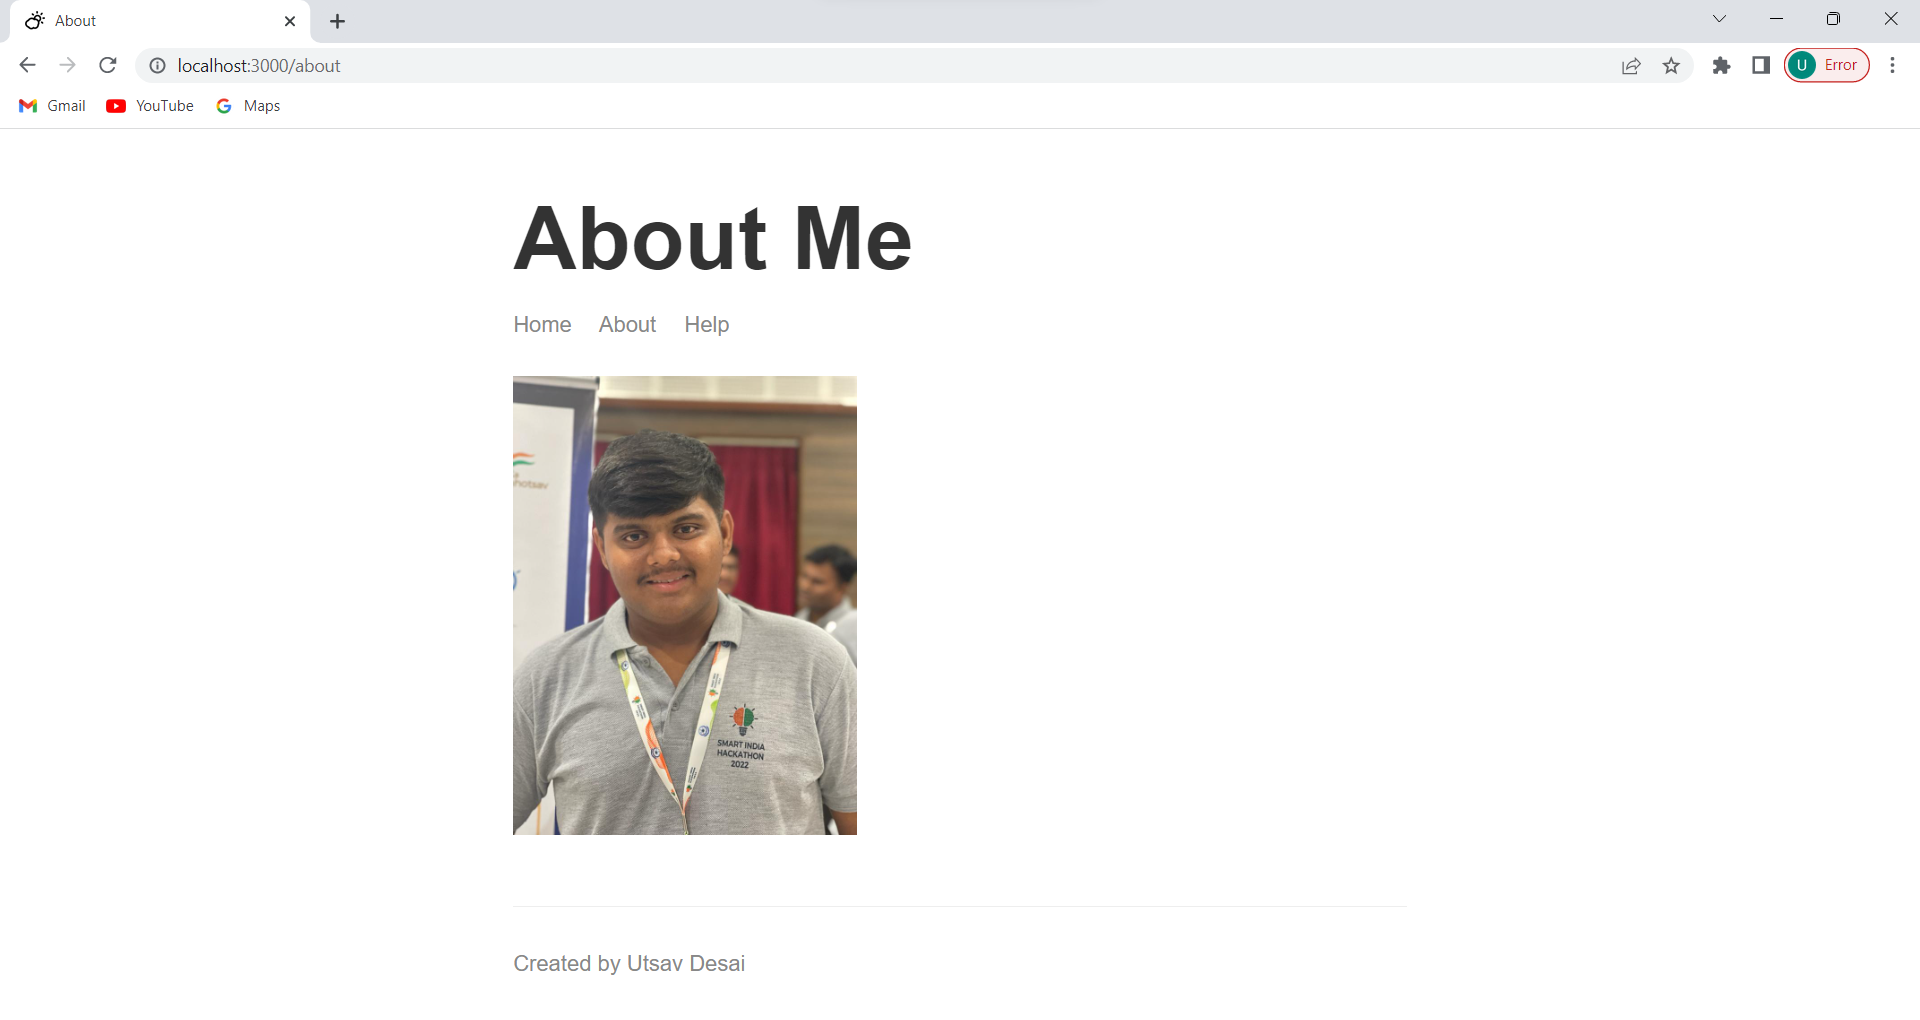 About
localhost:3000/about
U Error
Gmail YouTube Maps
About Me
Home About Help
hotsav
SMART INDIA
HACKATHON
2022
Created by Utsav Desai